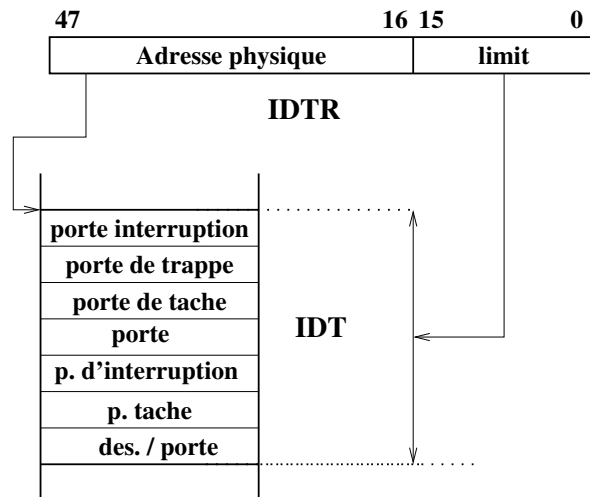 47 16 15 0
Adresse physique limit
IDTR
porte interruption
porte de trappe
porte de tache
porte
IDT
p. d'interruption
p. tache
des. / porte